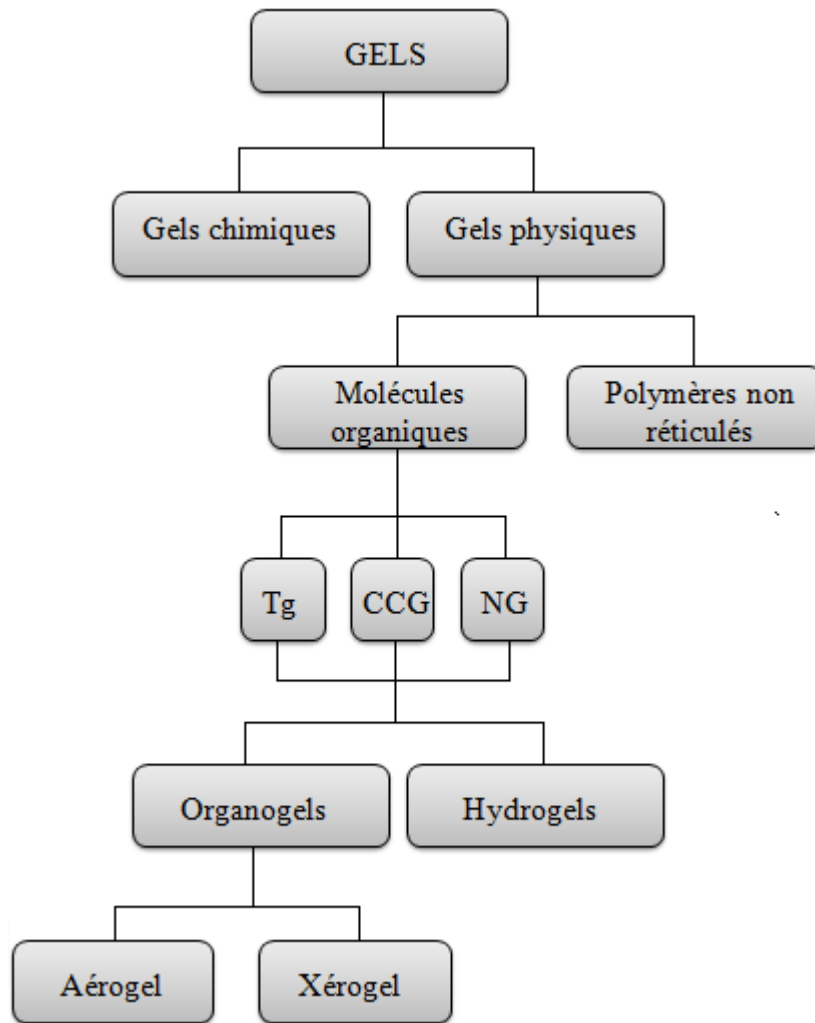 GELS
Gels chimiques
Gels physiques
Molécules
organiques
Polymères non
réticulés
Tg
CCG
NG
Organogels
Hydrogels
Aérogel
Xérogel